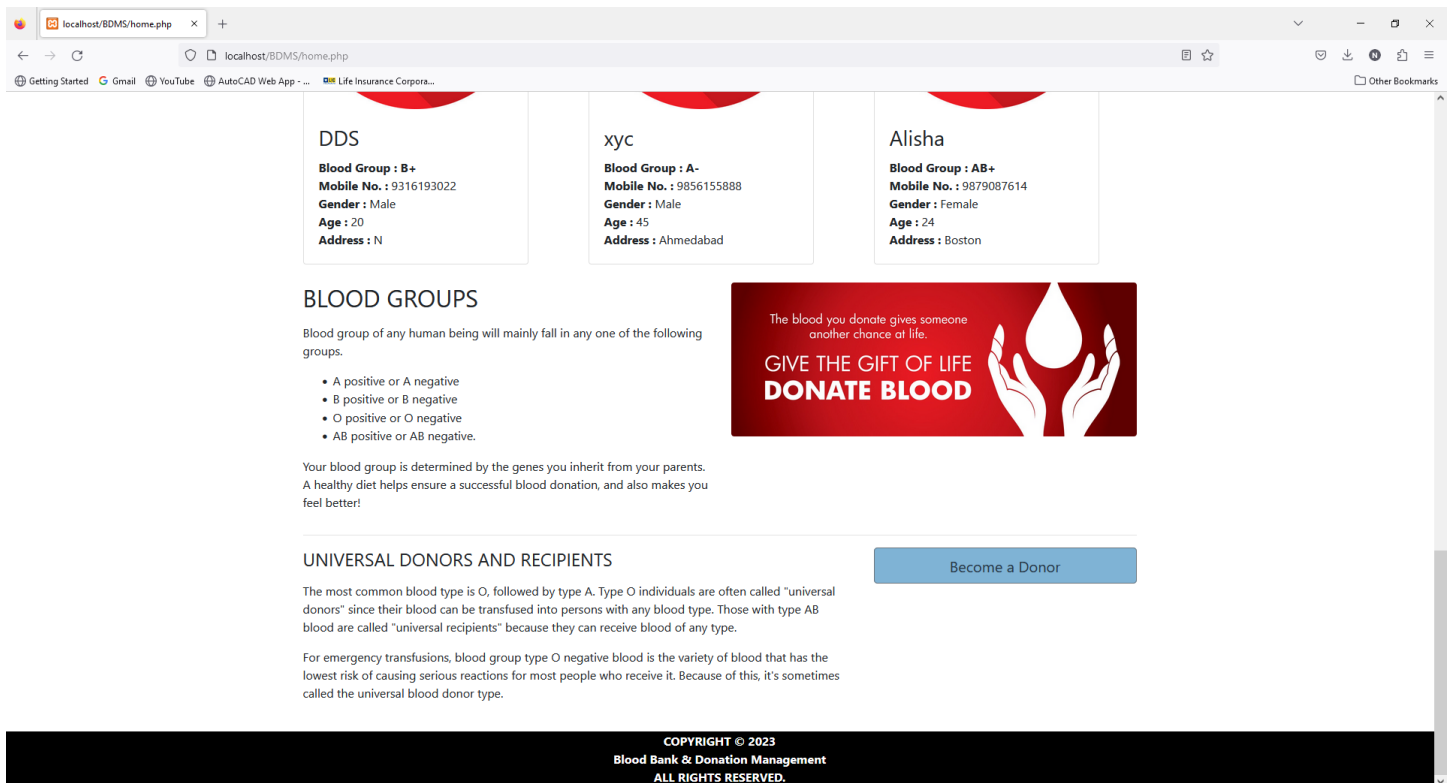 localhost/BDMS/home.php
localhost/BDMS/home.php
Getting Started Gmail YouTube AutoCAD Web App - ... Life Insurance Corpora... Other Bookmarks
DDS
Blood Group : B+
Mobile No. : 9316193022
Gender : Male
Age : 20
Address : N
xyc
Blood Group : A-
Mobile No. : 9856155888
Gender : Male
Age : 45
Address : Ahmedabad
Alisha
Blood Group : AB+
Mobile No. : 9879087614
Gender : Female
Age : 24
Address : Boston
BLOOD GROUPS
Blood group of any human being will mainly fall in any one of the following
groups.
• A positive or A negative
• B positive or B negative
• O positive or O negative
• AB positive or AB negative.
Your blood group is determined by the genes you inherit from your parents.
A healthy diet helps ensure a successful blood donation, and also makes you
feel better!
The blood you donate gives someone
another chance at life.
GIVE THE GIFT OF LIFE
DONATE BLOOD
UNIVERSAL DONORS AND RECIPIENTS
The most common blood type is O, followed by type A. Type O individuals are often called "universal
donors" since their blood can be transfused into persons with any blood type. Those with type AB
blood are called "universal recipients" because they can receive blood of any type.
For emergency transfusions, blood group type O negative blood is the variety of blood that has the
lowest risk of causing serious reactions for most people who receive it. Because of this, it's sometimes
called the universal blood donor type.
Become a Donor
COPYRIGHT © 2023
Blood Bank & Donation Management
ALL RIGHTS RESERVED.